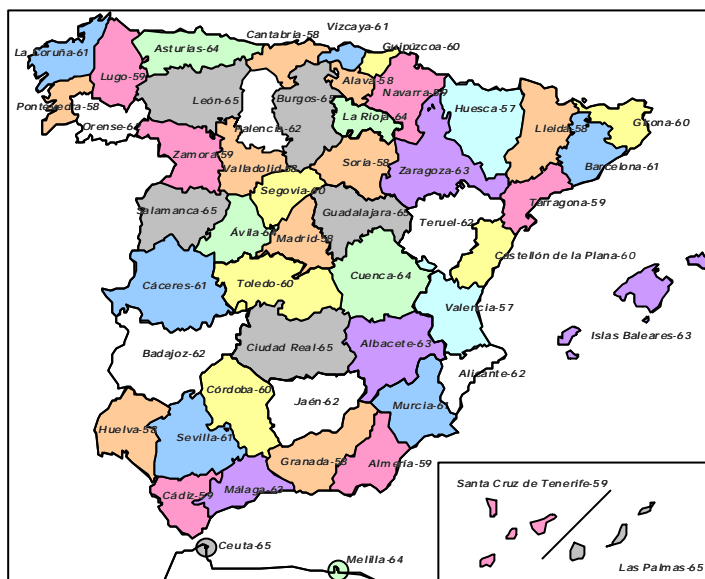 Vizcaya-61
Cantabria-58
La Coruña-61
Asturias-64
Guipúzcoa-60
Lugo-59
Alava-58
Navarra-59
León-65
Burgos-65
Huesca-57
Pontevedra-58
La Rioja-64
Orense-62
Palencia-62
Lleida-58
Girona-60
Zamora-59
Valladolid-58
Soria-58
Zaragoza-63
Barcelona-61
Segovia-60
Tarragona-59
Salamanca-65
Guadalajara-65
Teruel-62
Ávila-64
Madrid-58
Castellón de la Plana-60
Cáceres-61
Toledo-60
Cuenca-64
Valencia-57
Islas Baleares-63
Badajoz-62
Ciudad Real-65
Albacete-63
Alicante-62
Córdoba-60
Jaén-62
Murcia-61
Huelva-58
Sevilla-61
Granada-58
Almería-59
Cádiz-59
Málaga-63
Santa Cruz de Tenerife-59
Ceuta-65
Melilla-64
Las Palmas-65